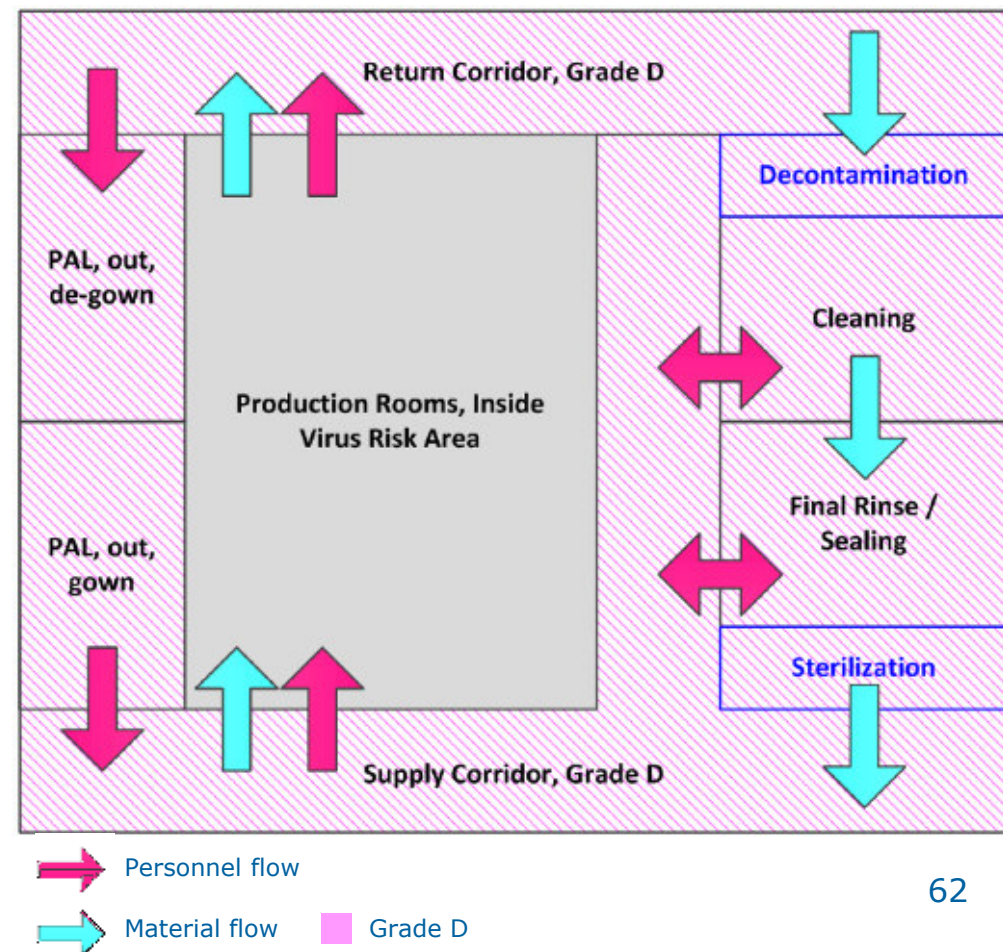 Return Corridor, Grade D
Decontamination
PAL, out,
de-gown
Cleaning
Production Rooms, Inside
Virus Risk Area
Final Rinse /
Sealing
PAL, out,
gown
Sterilization
Supply Corridor, Grade D
Personnel flow
Material flow
Grade D
62